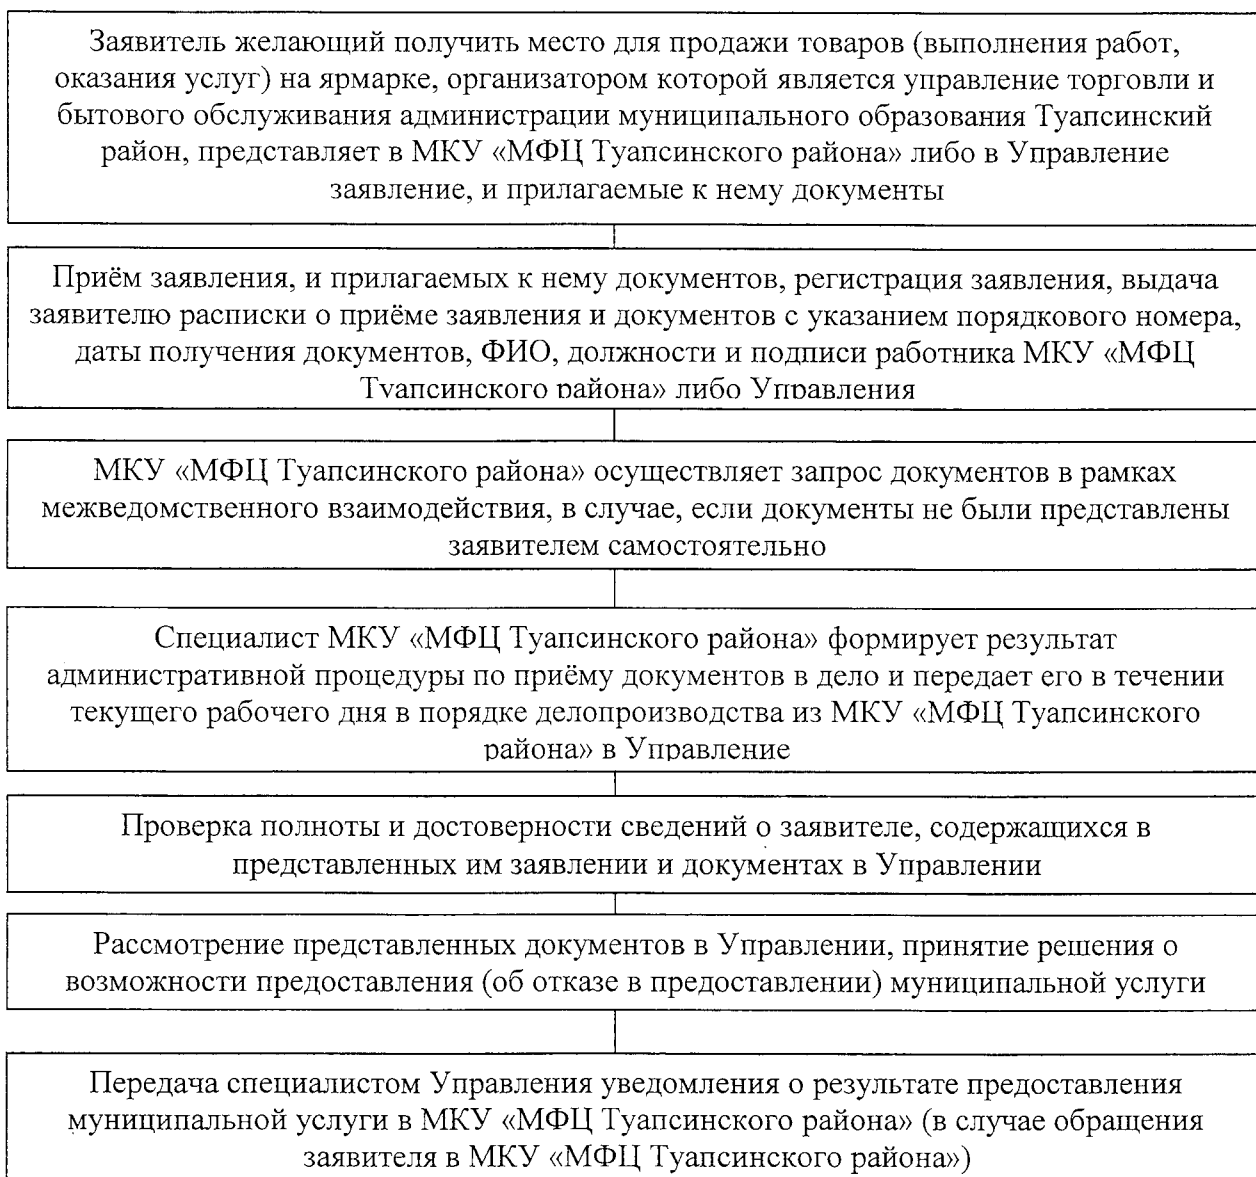 Заявитель желающий получить место для продажи товаров (выполнения работ,
оказания услуг) на ярмарке, организатором которой является управление торговли и
бытового обслуживания администрации муниципального образования Туапсинский
район, представляет в МКУ «МФЦ Туапсинского района» либо в Управление
заявление, и прилагаемые к нему документы
Приём заявления, и прилагаемых к нему документов, регистрация заявления, выдача
заявителю расписки о приёме заявления и документов с указанием порядкового номера,
даты получения документов, ФИО, должности и подписи работника МКУ «МФЦ
Туапсинского района» либо Управления
МКУ «МФЦ Туапсинского района» осуществляет запрос документов в рамках
межведомственного взаимодействия, в случае, если документы не были представлены
заявителем самостоятельно
Специалист МКУ «МФЦ Туапсинского района» формирует результат
административной процедуры по приёму документов в дело и передает его в течении
текущего рабочего дня в порядке делопроизводства из МКУ «МФЦ Туапсинского
района» в Управление
Проверка полноты и достоверности сведений о заявителе, содержащихся в
представленных им заявлении и документах в Управлении
Рассмотрение представленных документов в Управлении, принятие решения о
возможности предоставления (об отказе в предоставлении) муниципальной услуги
Передача специалистом Управления уведомления о результате предоставления
муниципальной услуги в МКУ «МФЦ Туапсинского района» (в случае обращения
заявителя в МКУ «МФЦ Туапсинского района»)